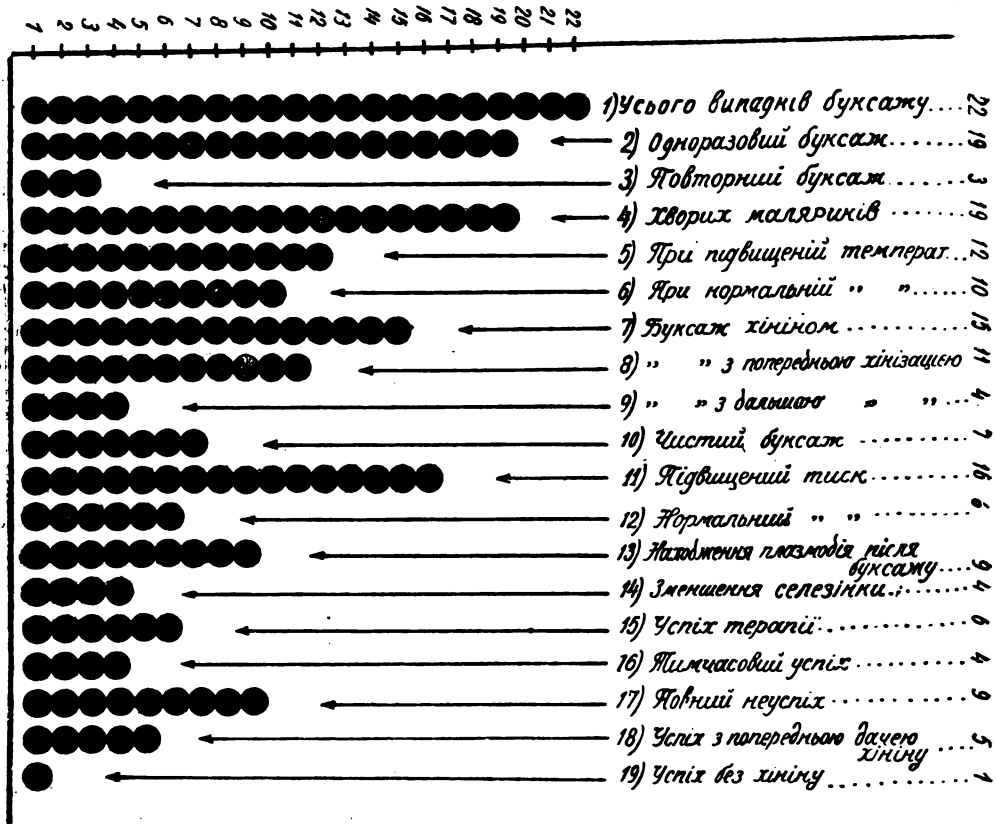 1 2 3 4 5 6 7 8 9 10 11 12 13 14 15 16 17 18 19 20 21 22
1) Усього випадків буксажу.... 22
2) Одноразовий буксаж....... 19
3) Повторний буксаж....... 3
4) Хворих маляриків ....... 19
5) При підвищеній температ... 12
6) При нормальній „ „...... 10
7) Буксаж хініном ......... 15
8) „ „ з попередньою хінізацією 11
9) „ „ з дальшою „ „ ... 4
10) Чистий буксаж ........ 7
11) Підвищений тиск ........ 16
12) Нормальний „ „ ........ 6
13) Находження плазмодія після
буксажу.... 9
14) Зменшення селезінки........ 4
15) Успіх терапії........... 6
16) Тимчасовий успіх ......... 4
17) Повний неуспіх ........... 9
18) Успіх з попередньою дачею
хініну .... 5
19) Успіх без хініну ........... 1